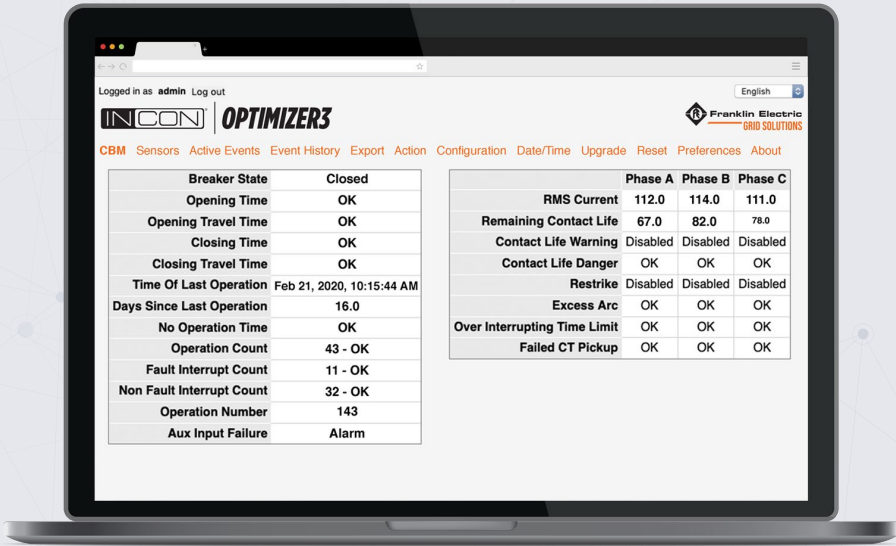 Logged in as admin Log out
English
INCON OPTIMIZER3
Franklin Electric
GRID SOLUTIONS
CBM Sensors Active Events Event History Export Action Configuration Date/Time Upgrade Reset Preferences About
Breaker State Closed
Opening Time OK
Opening Travel Time OK
Closing Time OK
Closing Travel Time OK
Time Of Last Operation Feb 21, 2020, 10:15:44 AM
Days Since Last Operation 16.0
No Operation Time OK
Operation Count 43 - OK
Fault Interrupt Count 11 - OK
Non Fault Interrupt Count 32 - OK
Operation Number 143
Aux Input Failure Alarm
Phase A Phase B Phase C
RMS Current 112.0 114.0 111.0
Remaining Contact Life 67.0 82.0 78.0
Contact Life Warning Disabled Disabled Disabled
Contact Life Danger OK OK OK
Restrike Disabled Disabled Disabled
Excess Arc OK OK OK
Over Interrupting Time Limit OK OK OK
Failed CT Pickup OK OK OK